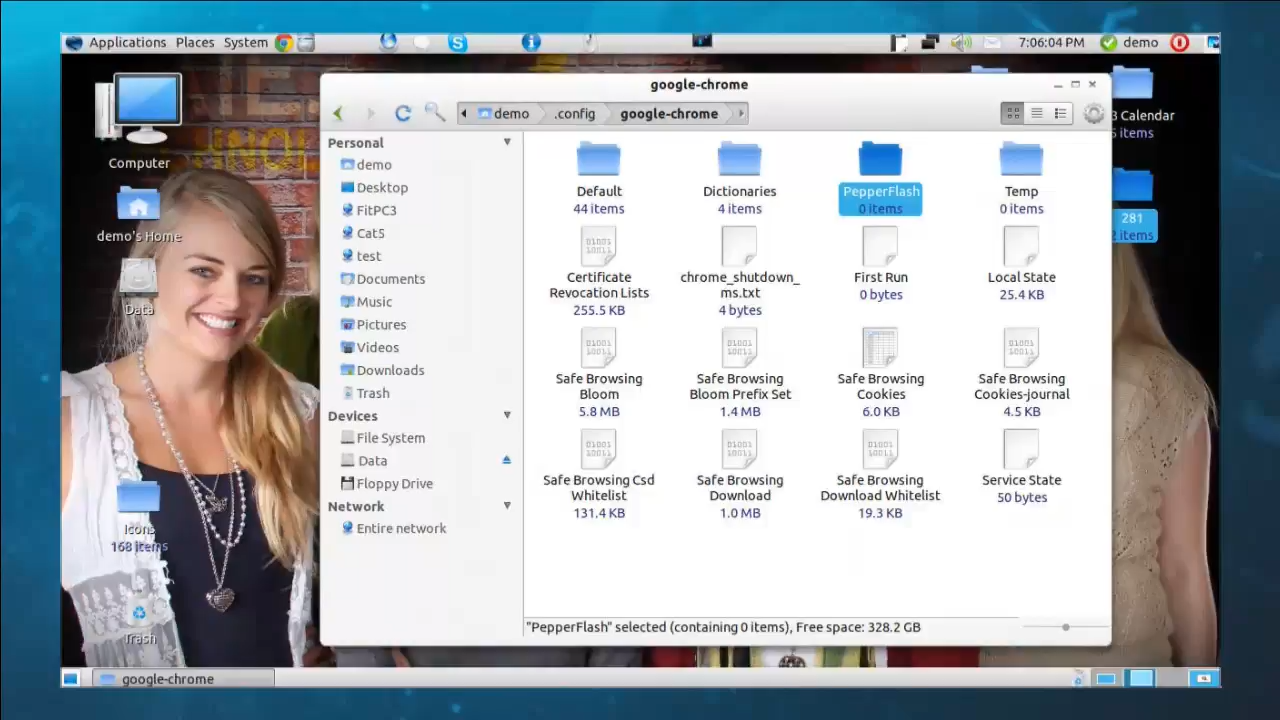 Applications Places System
7:06:04 PM demo
google-chrome
demo .config google-chrome
Computer
demo's Home
Data
Icons
168 items
Trash
Personal
demo
Desktop
FitPC3
Cat5
test
Documents
Music
Pictures
Videos
Downloads
Trash
Devices
File System
Data
Floppy Drive
Network
Entire network
Default
44 items
Dictionaries
4 items
PepperFlash
0 items
Temp
0 items
Certificate
Revocation Lists
255.5 KB
chrome_shutdown_
ms.txt
4 bytes
First Run
0 bytes
Local State
25.4 KB
Safe Browsing
Bloom
5.8 MB
Safe Browsing
Bloom Prefix Set
1.4 MB
Safe Browsing
Cookies
6.0 KB
Safe Browsing
Cookies-journal
4.5 KB
Safe Browsing Csd
Whitelist
131.4 KB
Safe Browsing
Download
1.0 MB
Safe Browsing
Download Whitelist
19.3 KB
Service State
50 bytes
Calendar
items
281
items
"PepperFlash" selected (containing 0 items), Free space: 328.2 GB
google-chrome